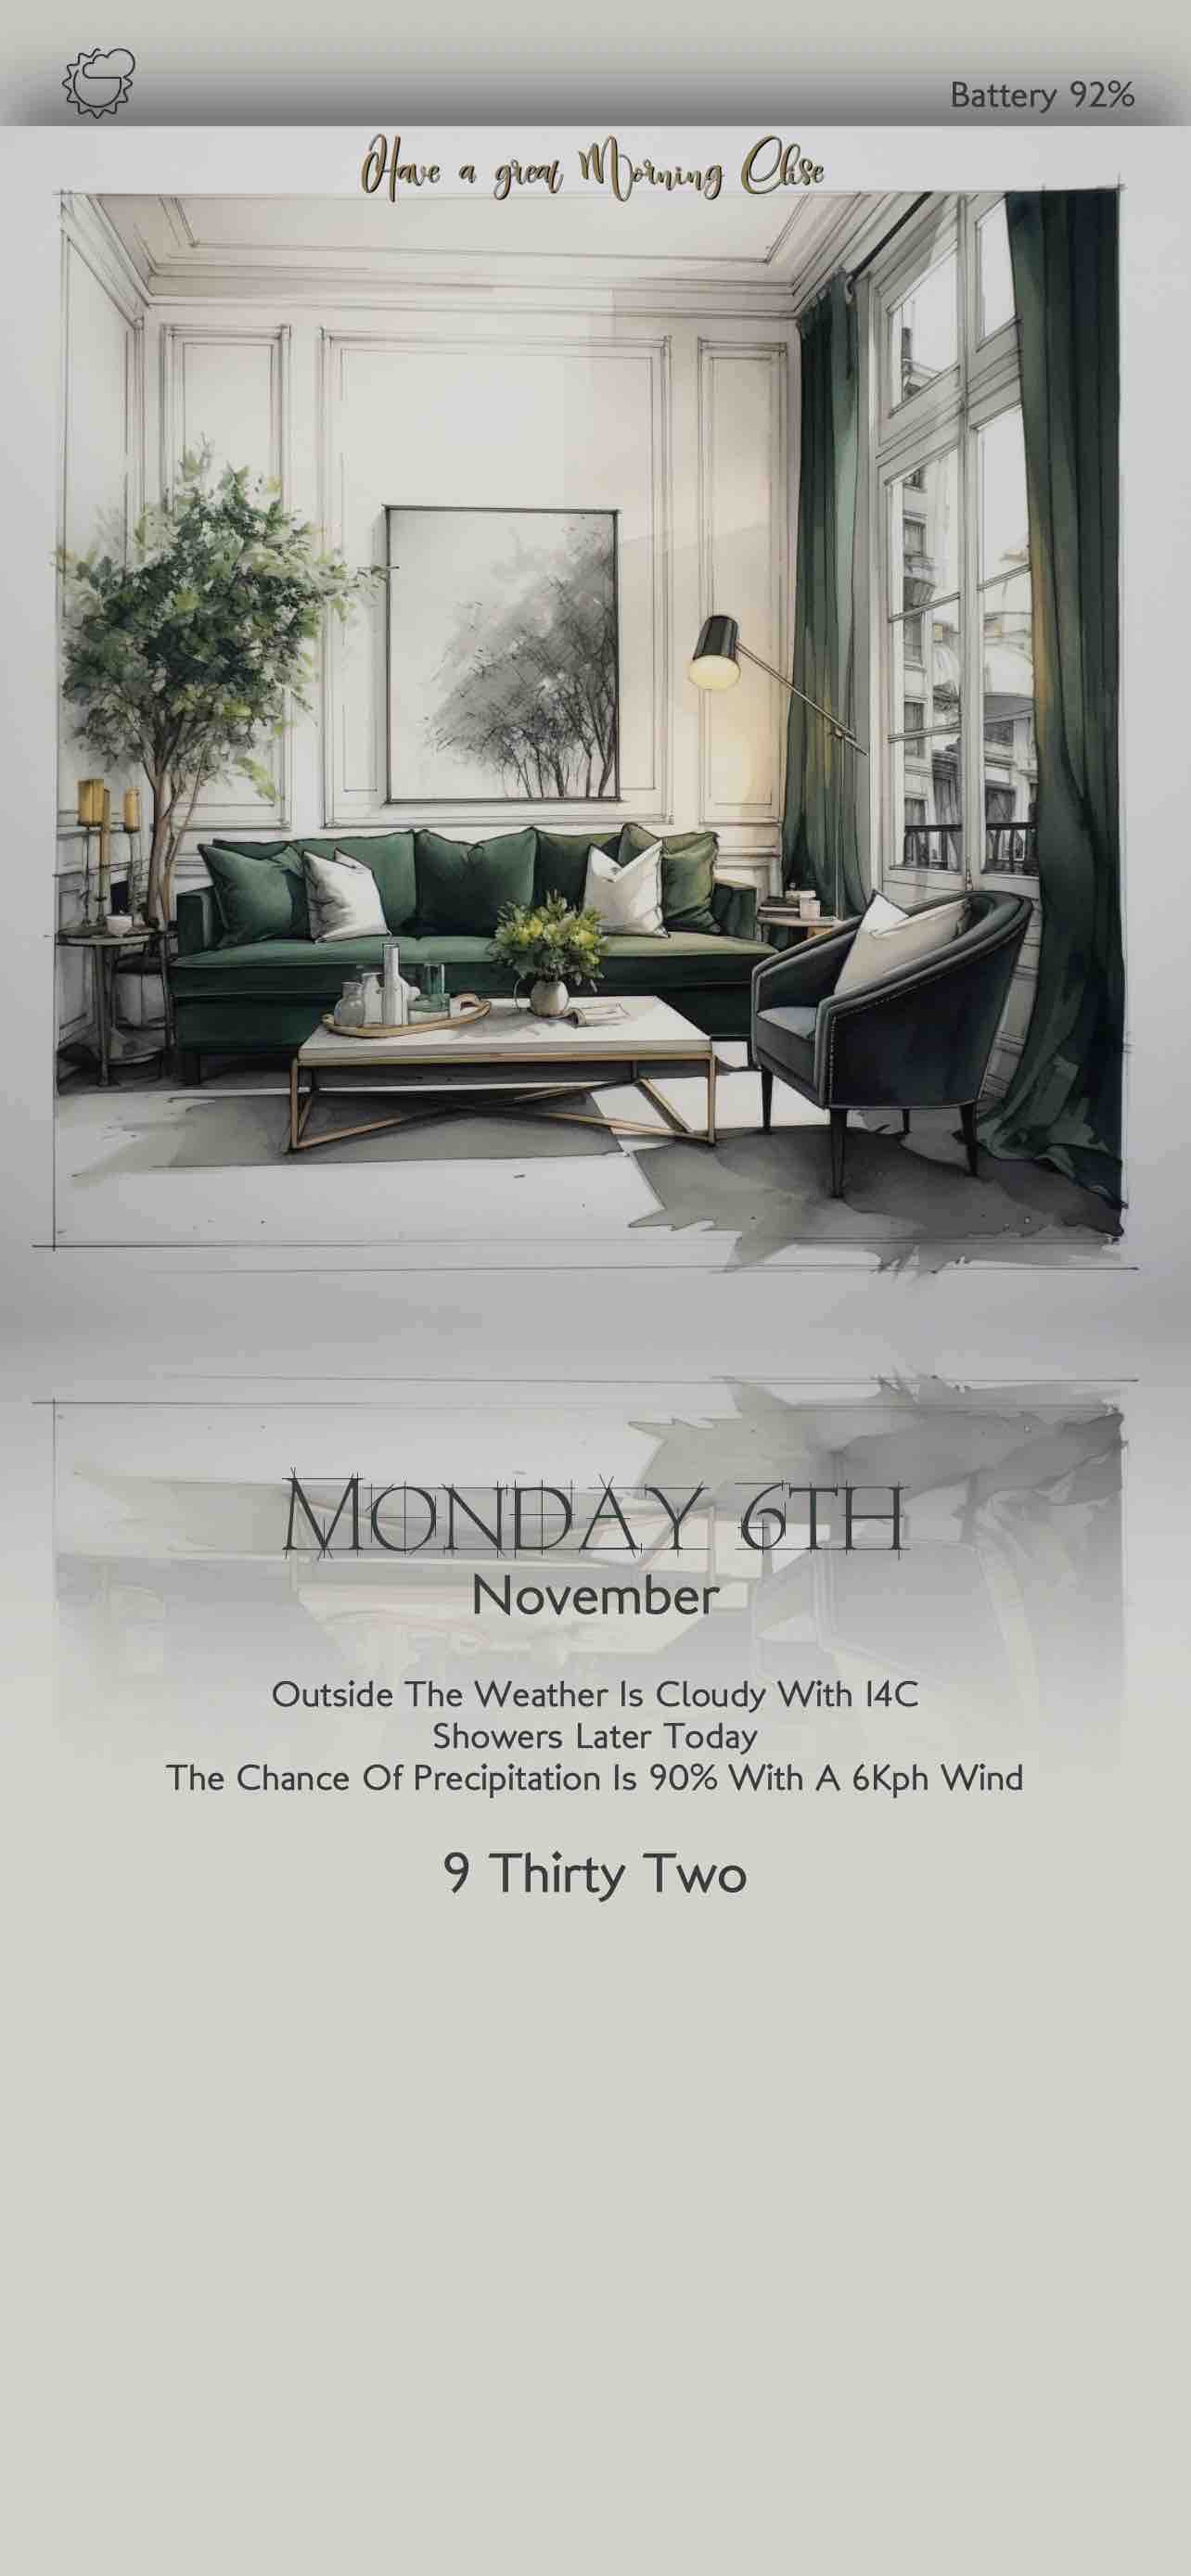 Battery 92%
Have a great Morning Clise
MONDAY 6TH
November
Outside The Weather Is Cloudy With 14C
Showers Later Today
The Chance Of Precipitation Is 90% With A 6Kph Wind
9 Thirty Two